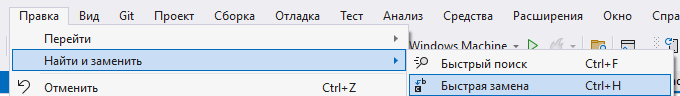 Правка Вид Git Проект Сборка Отладка Тест Анализ Средства Расширения Окно
Перейти Windows Machine
Найти и заменить Быстрый поиск Ctrl+F
Отменить Ctrl+Z Быстрая замена Ctrl+H